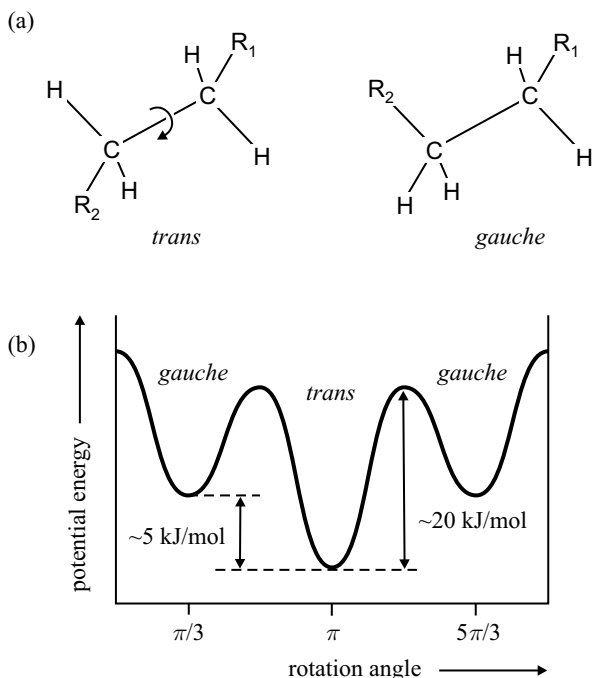 (a)
H R₁
H
R₂
H
R₁
C
C
C
C
H
H
H
R₂
H
H
trans
gauche
(b)
gauche
trans
gauche
potential energy
~5 kJ/mol
~20 kJ/mol
π/3
π
5π/3
rotation angle